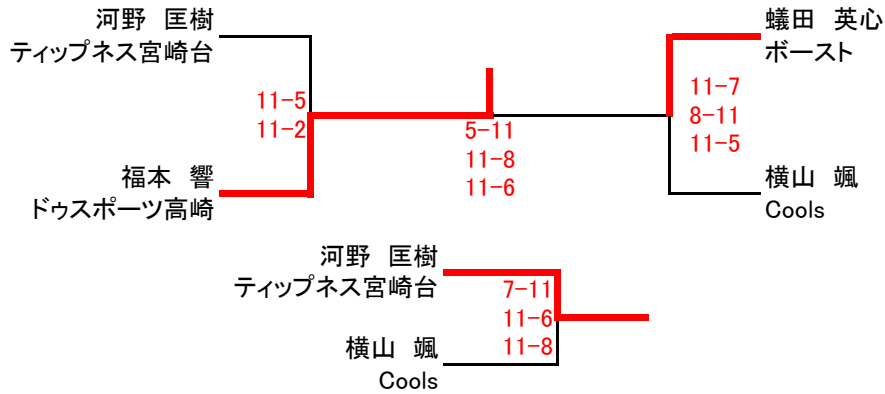 河野 匡樹
ティップネス宮崎台
11-5
11-2
福本 響
ドゥスポーツ高崎
5-11
11-8
11-6
蟻田 英心
ボースト
11-7
8-11
11-5
横山 颯
Cools
河野 匡樹
ティップネス宮崎台
7-11
11-6
11-8
横山 颯
Cools